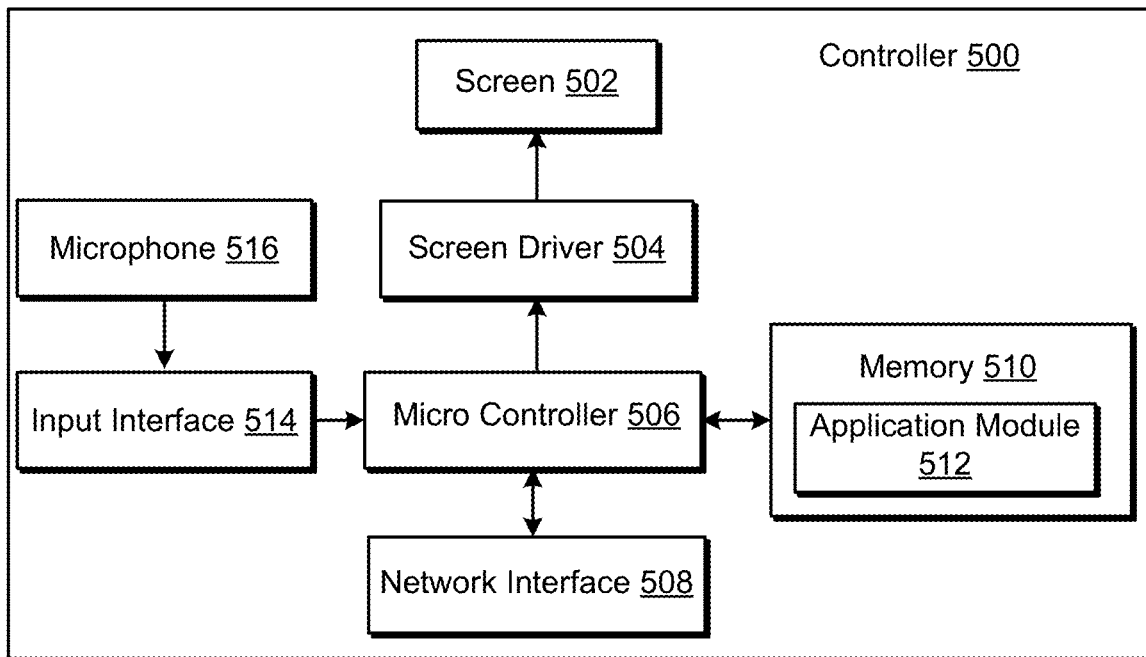 Controller 500
Screen 502
Microphone 516
Screen Driver 504
Input Interface 514
Micro Controller 506
Memory 510
Application Module
512
Network Interface 508